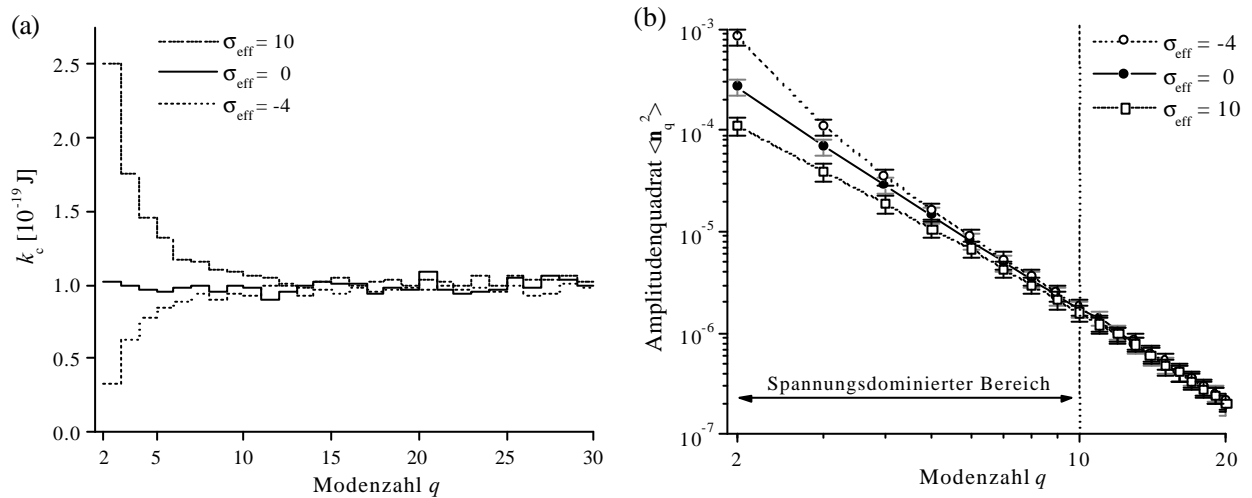 (a)
σeff = 10
σeff = 0
σeff = -4
2.5
2.0
1.5
1.0
0.5
0.0
kc [10-19 J]
2 5 10 15 20 25 30
Modenzahl q
(b)
σeff = -4
σeff = 0
σeff = 10
10-3
10-4
10-5
10-6
10-7
Amplitudenquadrat <nq2>
Spannungsdominierter Bereich
2 10 20
Modenzahl q